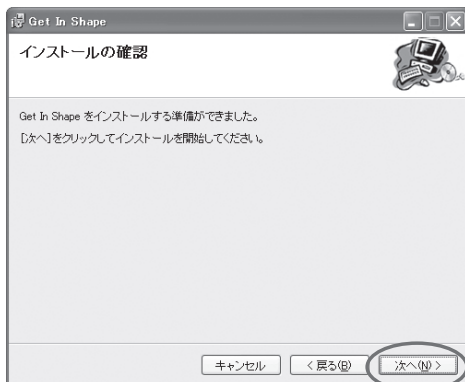 Get In Shape
インストールの確認
Get In Shape をインストールする準備ができました。
[次へ]をクリックしてインストールを開始してください。
キャンセル
< 戻る(B)
次へ(N) >